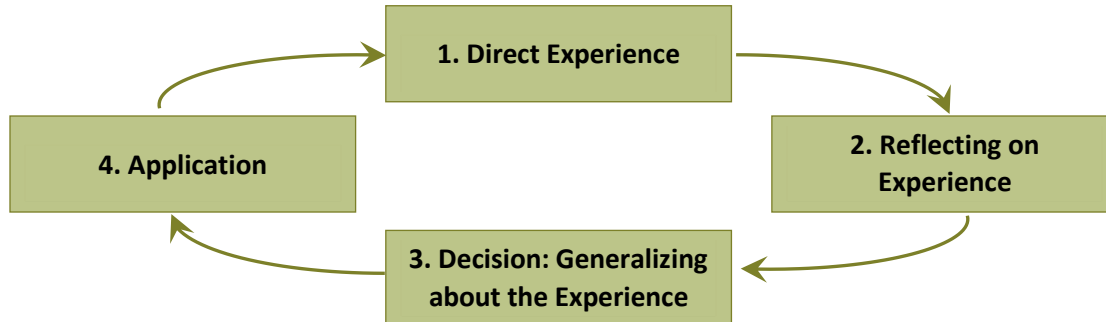 1. Direct Experience
2. Reflecting on
Experience
3. Decision: Generalizing
about the Experience
4. Application